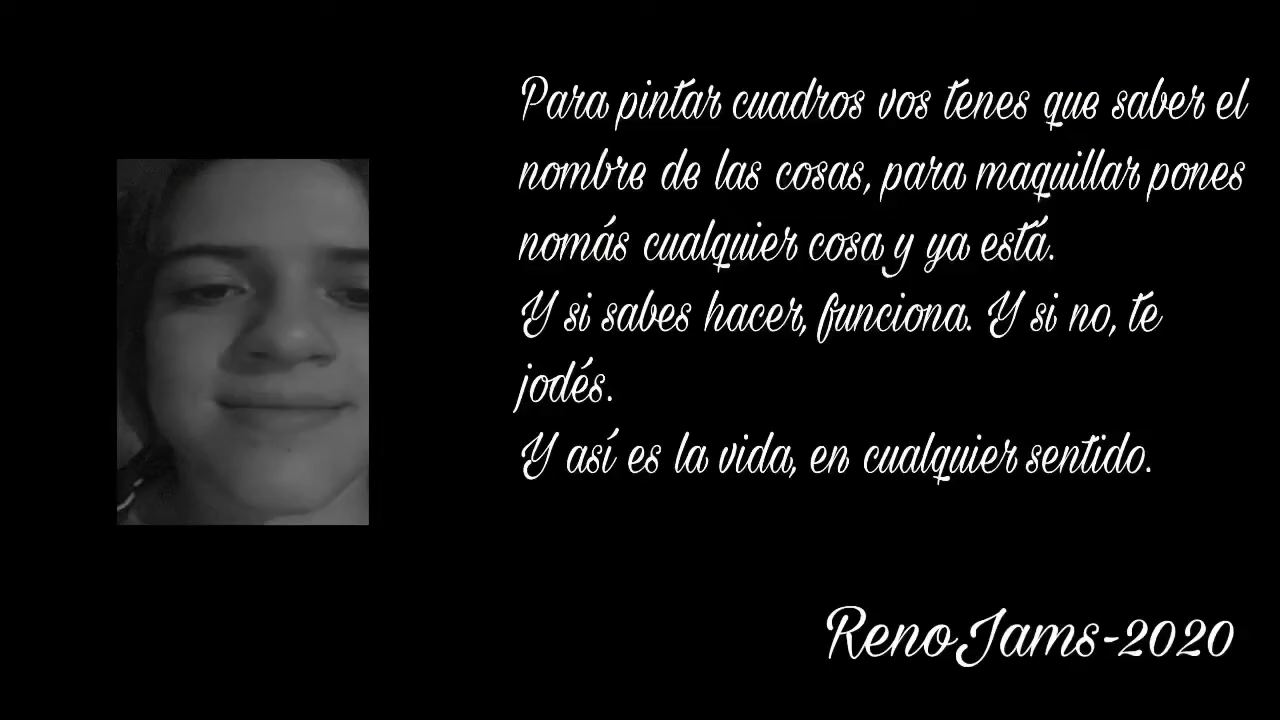 Para pintar cuadros vos tenes que saber el
nombre de las cosas, para maquillar pones
nomás cualquier cosa y ya está.
Y si sabes hacer, funciona. Y si no, te
jodés.
Y así es la vida, en cualquier sentido.
RenoJams-2020